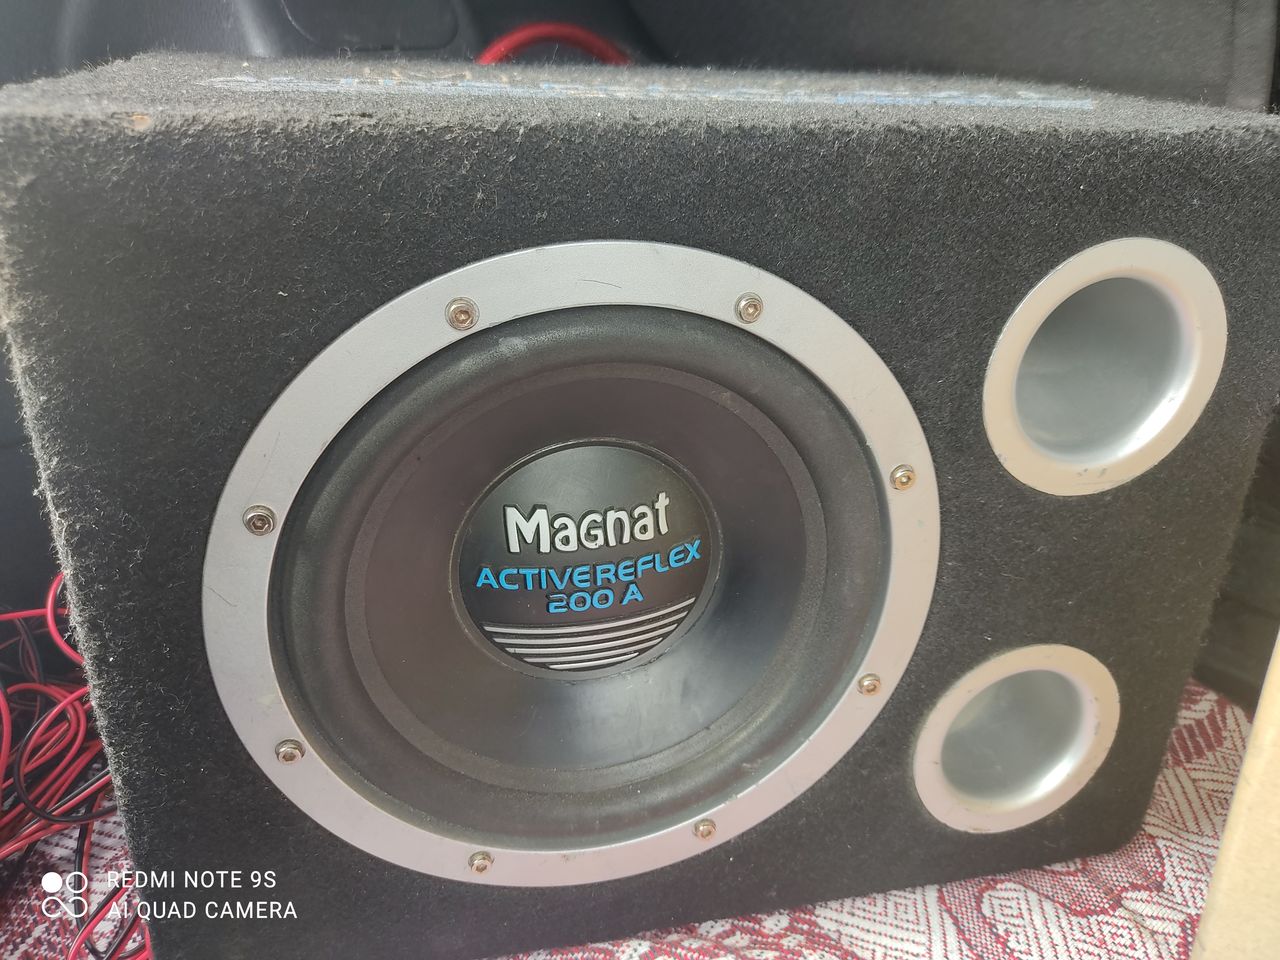 Magnat
ACTIVEREFLEX
200 A
REDMI NOTE 9S
AI QUAD CAMERA